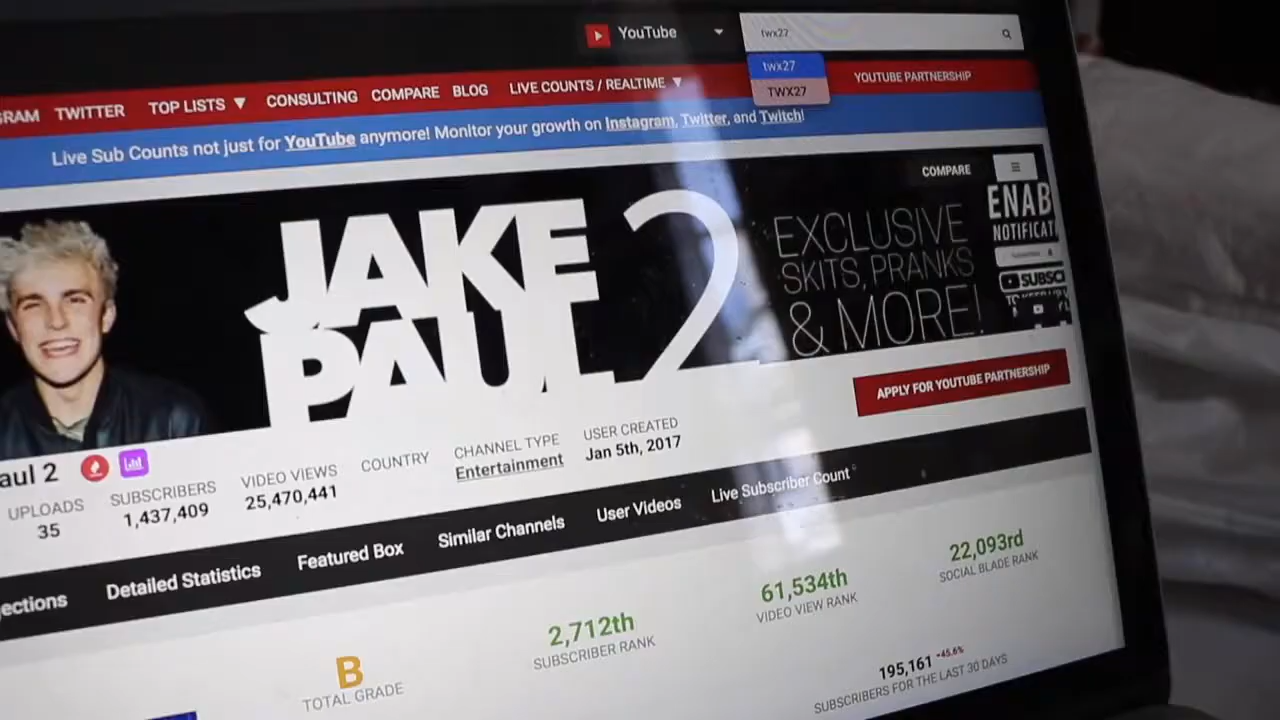 YouTube
twx27
twx27
TWX27
GRAM TWITTER TOP LISTS CONSULTING COMPARE BLOG LIVE COUNTS / REALTIME YOUTUBE PARTNERSHIP
Live Sub Counts not just for YouTube anymore! Monitor your growth on Instagram, Twitter, and Twitch!
COMPARE
JAKE
PAUL 2
EXCLUSIVE
SKITS, PRANKS
& MORE!
ENAB
NOTIFICAT
SUBSC
APPLY FOR YOUTUBE PARTNERSHIP
aul 2
UPLOADS
35
SUBSCRIBERS
1,437,409
VIDEO VIEWS
25,470,441
COUNTRY
CHANNEL TYPE
Entertainment
USER CREATED
Jan 5th, 2017
jections Detailed Statistics Featured Box Similar Channels User Videos Live Subscriber Count
B
TOTAL GRADE
2,712th
SUBSCRIBER RANK
61,534th
VIDEO VIEW RANK
22,093rd
SOCIAL BLADE RANK
195,161 +45.6%
SUBSCRIBERS FOR THE LAST 30 DAYS